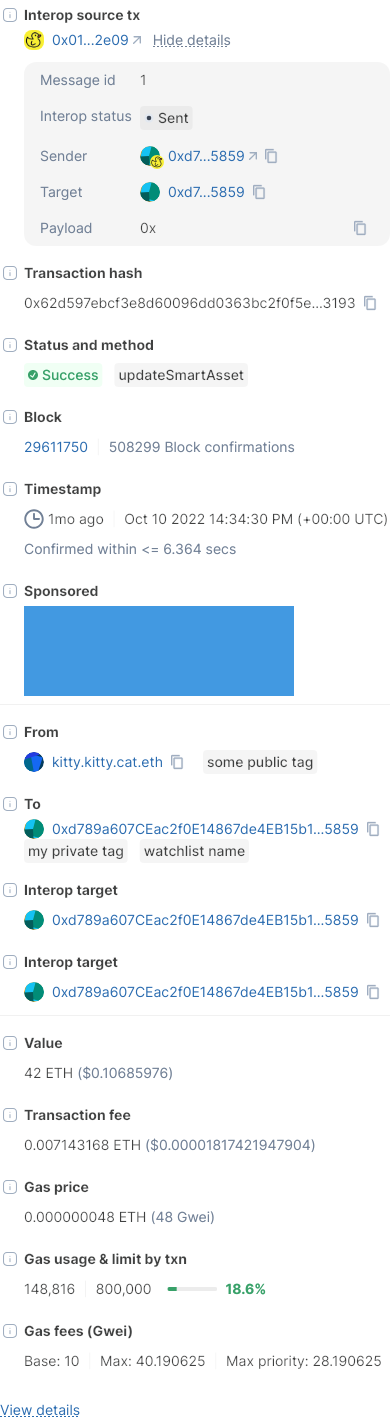 Interop source tx
0x01...2e09 Hide details
Message id 1
Interop status Sent
Sender 0xd7...5859
Target 0xd7...5859
Payload 0x
Transaction hash
0x62d597ebcf3e8d60096dd0363bc2f0f5e...3193
Status and method
Success updateSmartAsset
Block
29611750 508299 Block confirmations
Timestamp
1mo ago Oct 10 2022 14:34:30 PM (+00:00 UTC)
Confirmed within <= 6.364 secs
Sponsored
From
kitty.kitty.cat.eth some public tag
To
0xd789a607CEac2f0E14867de4EB15b1...5859
my private tag watchlist name
Interop target
0xd789a607CEac2f0E14867de4EB15b1...5859
Interop target
0xd789a607CEac2f0E14867de4EB15b1...5859
Value
42 ETH ($0.10685976)
Transaction fee
0.007143168 ETH ($0.00001817421947904)
Gas price
0.000000048 ETH (48 Gwei)
Gas usage & limit by txn
148,816 800,000 18.6%
Gas fees (Gwei)
Base: 10 Max: 40.190625 Max priority: 28.190625
View details